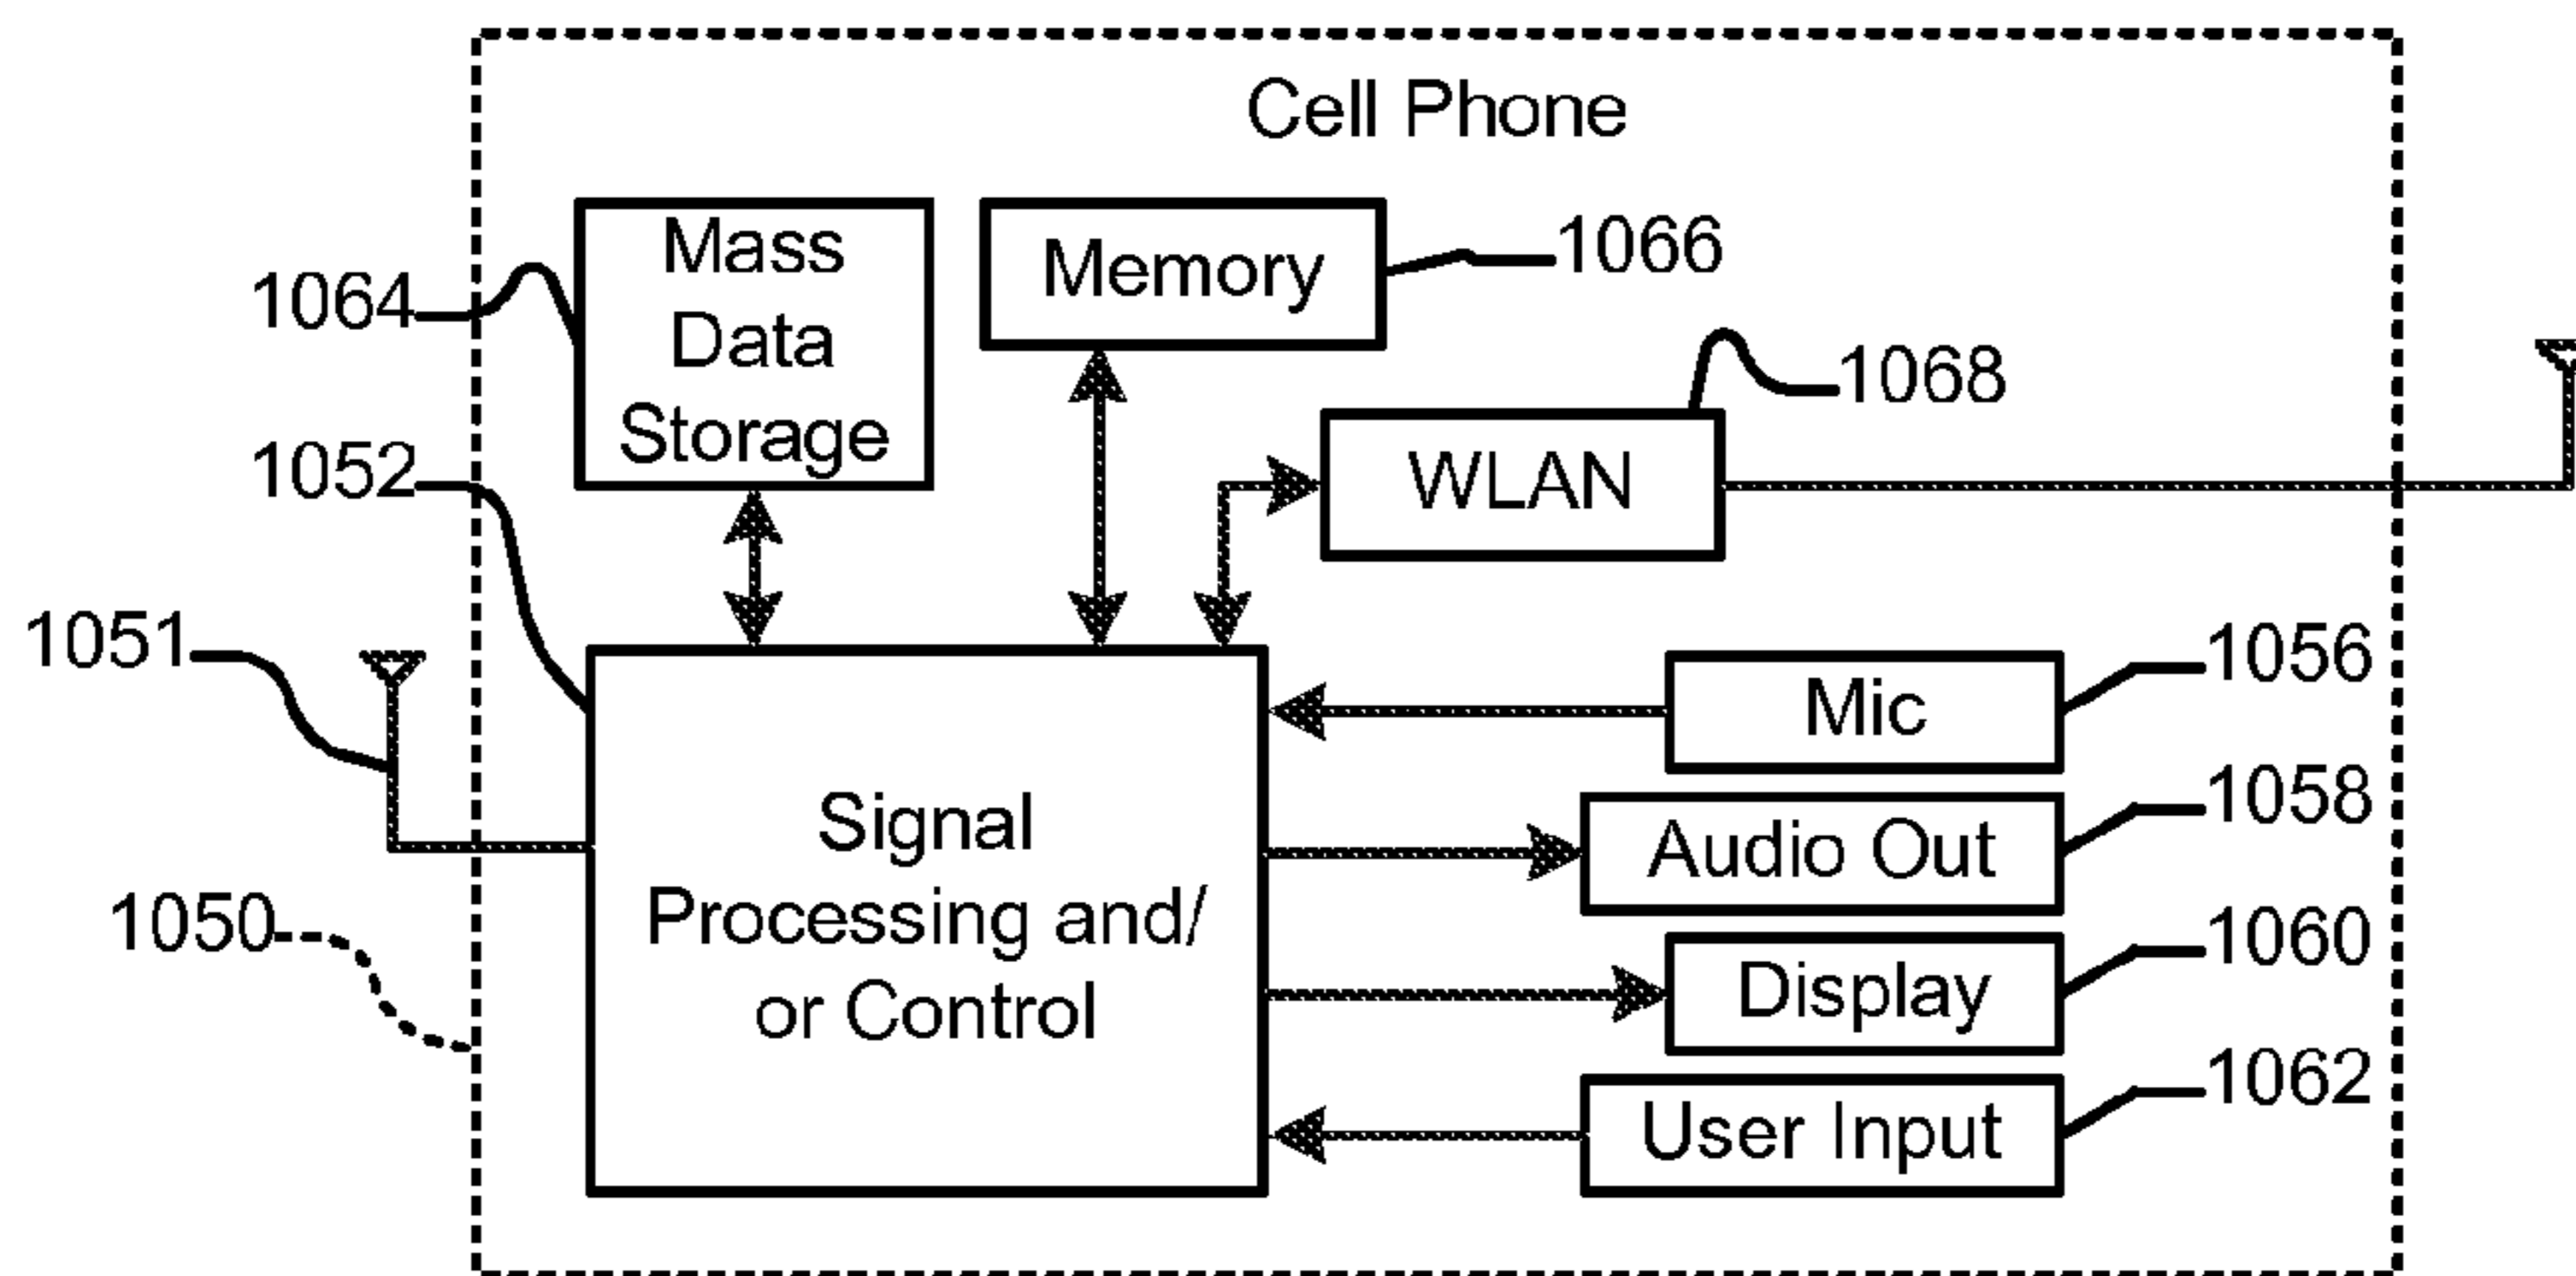 Cell Phone
Mass
Data
Storage
Memory
1066
1064
1068
WLAN
1052
1051
Mic
1056
Signal
Processing and/
or Control
Audio Out
1058
1050
Display
1060
User Input
1062